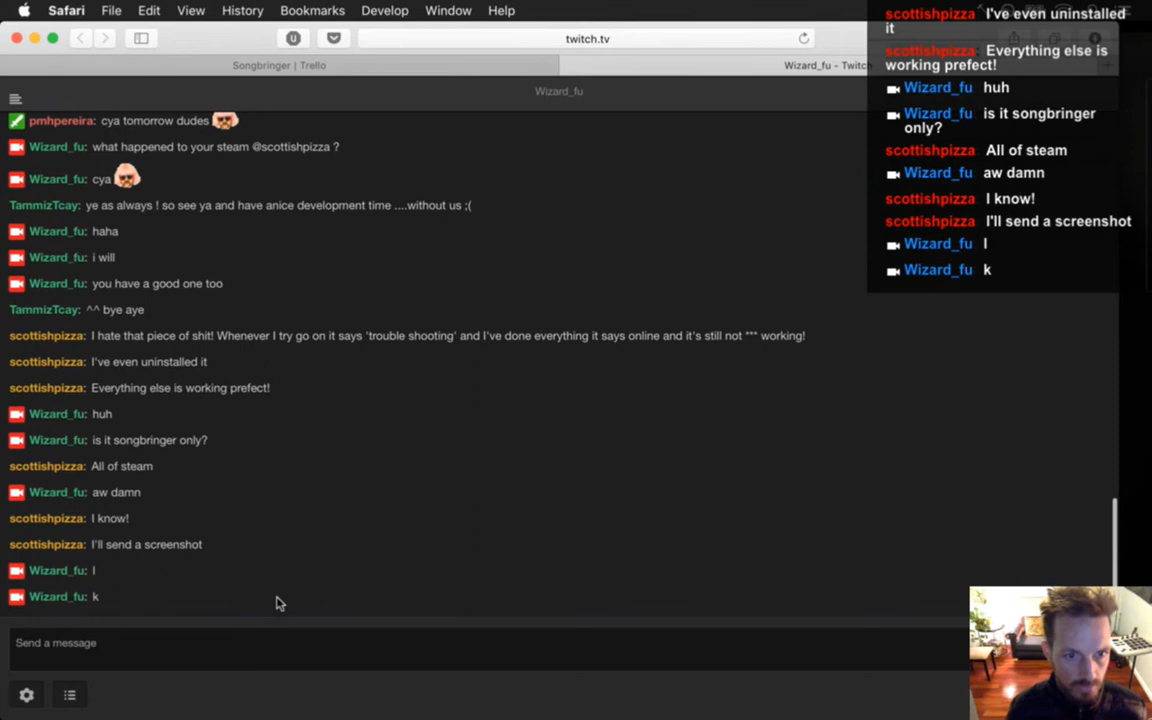 Safari File Edit View History Bookmarks Develop Window Help
twitch.tv
Songbringer | Trello
Wizard_fu - Twitch
Wizard_fu
pmhpereira: cya tomorrow dudes
Wizard_fu: what happened to your steam @scottishpizza ?
Wizard_fu: cya
TammizTcay: ye as always ! so see ya and have anice development time ....without us ;(
Wizard_fu: haha
Wizard_fu: i will
Wizard_fu: you have a good one too
TammizTcay: ^^ bye aye
scottishpizza: I hate that piece of shit! Whenever I try go on it says 'trouble shooting' and I've done everything it says online and it's still not *** working!
scottishpizza: I've even uninstalled it
scottishpizza: Everything else is working prefect!
Wizard_fu: huh
Wizard_fu: is it songbringer only?
scottishpizza: All of steam
Wizard_fu: aw damn
scottishpizza: I know!
scottishpizza: I'll send a screenshot
Wizard_fu: l
Wizard_fu: k
Send a message
scottishpizza I've even uninstalled
it
scottishpizza: Everything else is
working prefect!
Wizard_fu huh
Wizard_fu is it songbringer
only?
scottishpizza All of steam
Wizard_fu aw damn
scottishpizza I know!
scottishpizza I'll send a screenshot
Wizard_fu l
Wizard_fu k